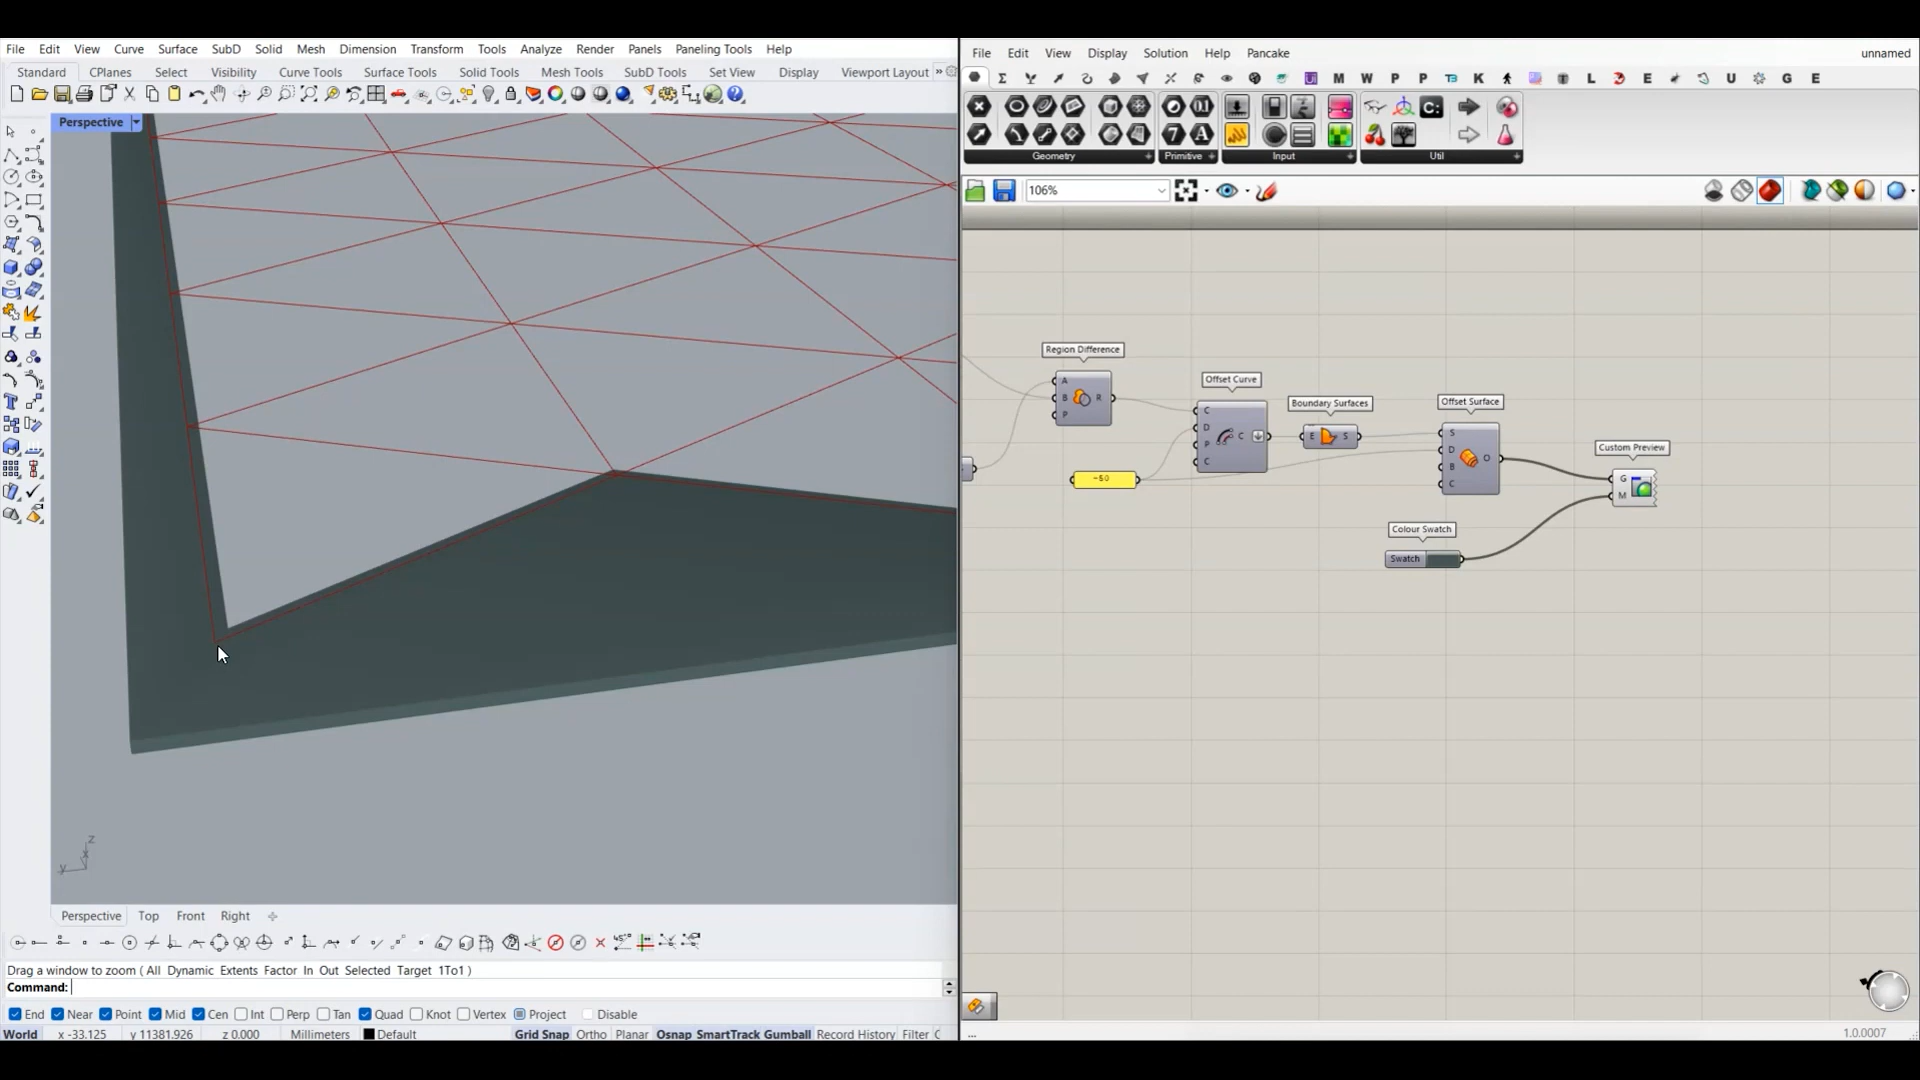 File Edit View Curve Surface SubD Solid Mesh Dimension Transform Tools Analyze Render Panels Paneling Tools Help
Standard CPlanes Select Visibility Curve Tools Surface Tools Solid Tools Mesh Tools SubD Tools Set View Display Viewport Layout »
Perspective
z
y
Perspective Top Front Right
Drag a window to zoom ( All Dynamic Extents Factor In Out Selected Target 1To1 )
Command:
End Near Point Mid Cen Int Perp Tan Quad Knot Vertex Project Disable
World x -33.125 y 11381.926 z 0.000 Millimeters Default Grid Snap Ortho Planar Osnap SmartTrack Gumball Record History Filter
File Edit View Display Solution Help Pancake unnamed
M W P P K L U G E
Geometry Primitive Input Util
106%
Region Difference
A
B R
P
Offset Curve
C
D
P C
C
-50
Boundary Surfaces
E S
Offset Surface
S
D
B O
C
Custom Preview
G
M
Colour Swatch
Swatch
...
1.0.0007